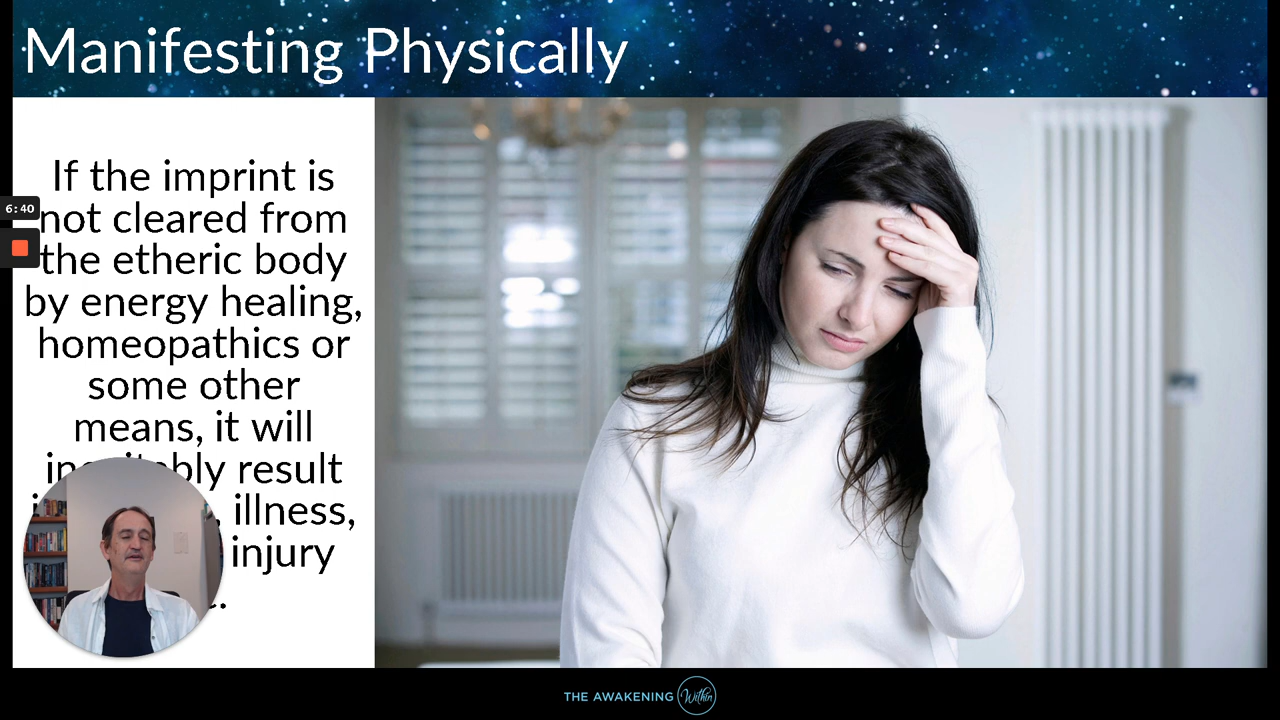 Manifesting Physically
If the imprint is
not cleared from
the etheric body
by energy healing,
homeopathics or
some other
means, it will
result
illness,
injury
6:40
THE AWAKENING Within